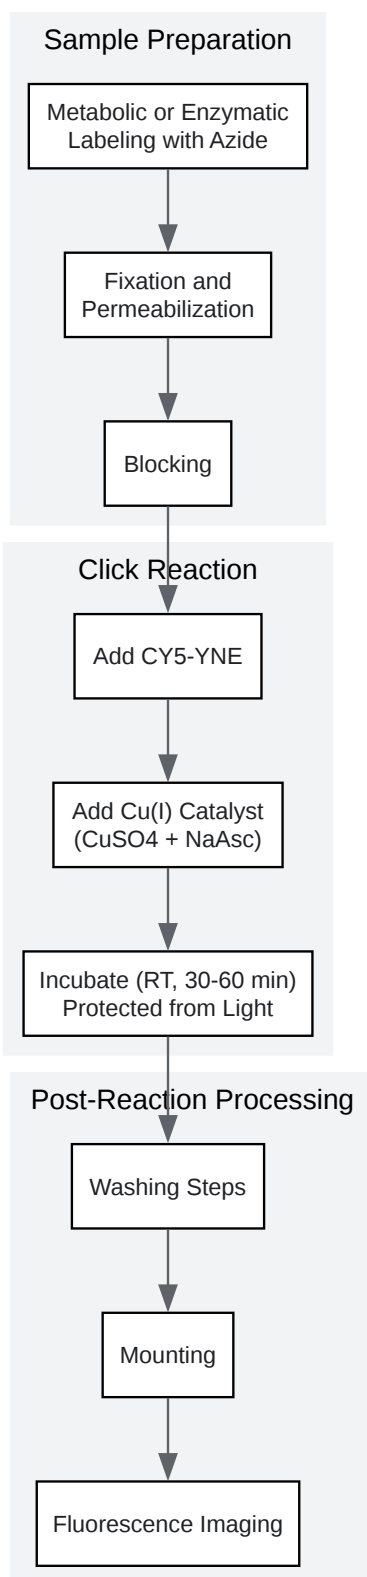 Sample Preparation
Metabolic or Enzymatic
Labeling with Azide
Fixation and
Permeabilization
Blocking
Click Reaction
Add CY5-YNE
Add Cu(I) Catalyst
(CuSO4 + NaAsc)
Incubate (RT, 30-60 min)
Protected from Light
Post-Reaction Processing
Washing Steps
Mounting
Fluorescence Imaging